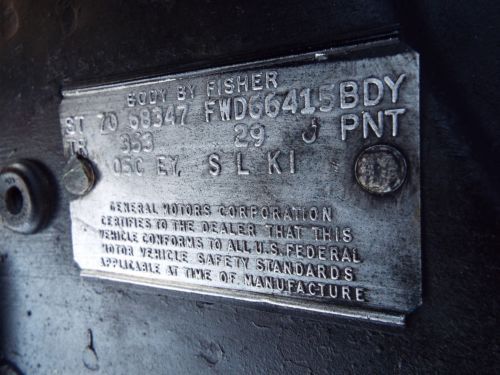 BODY BY FISHER
ST 70 68347 FWD66415BDY
TR 353 29 J PNT
05C EY, S L KI
GENERAL MOTORS CORPORATION
CERTIFIES TO THE DEALER THAT THIS
VEHICLE CONFORMS TO ALL U.S. FEDERAL
MOTOR VEHICLE SAFETY STANDARDS
APPLICABLE AT TIME OF MANUFACTURE